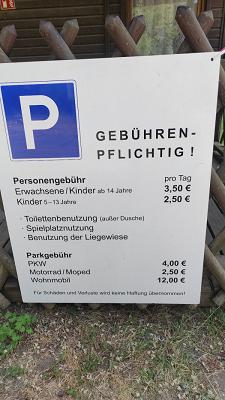 P
GEBÜHREN-
PFLICHTIG !
Personengebühr pro Tag
Erwachsene / Kinder ab 14 Jahre 3,50 €
Kinder 5 – 13 Jahre 2,50 €
· Toilettenbenutzung (außer Dusche)
· Spielplatznutzung
· Benutzung der Liegewiese
Parkgebühr
PKW 4,00 €
Motorrad / Moped 2,50 €
Wohnmobil 12,00 €
Für Schäden und Verluste wird keine Haftung übernommen!